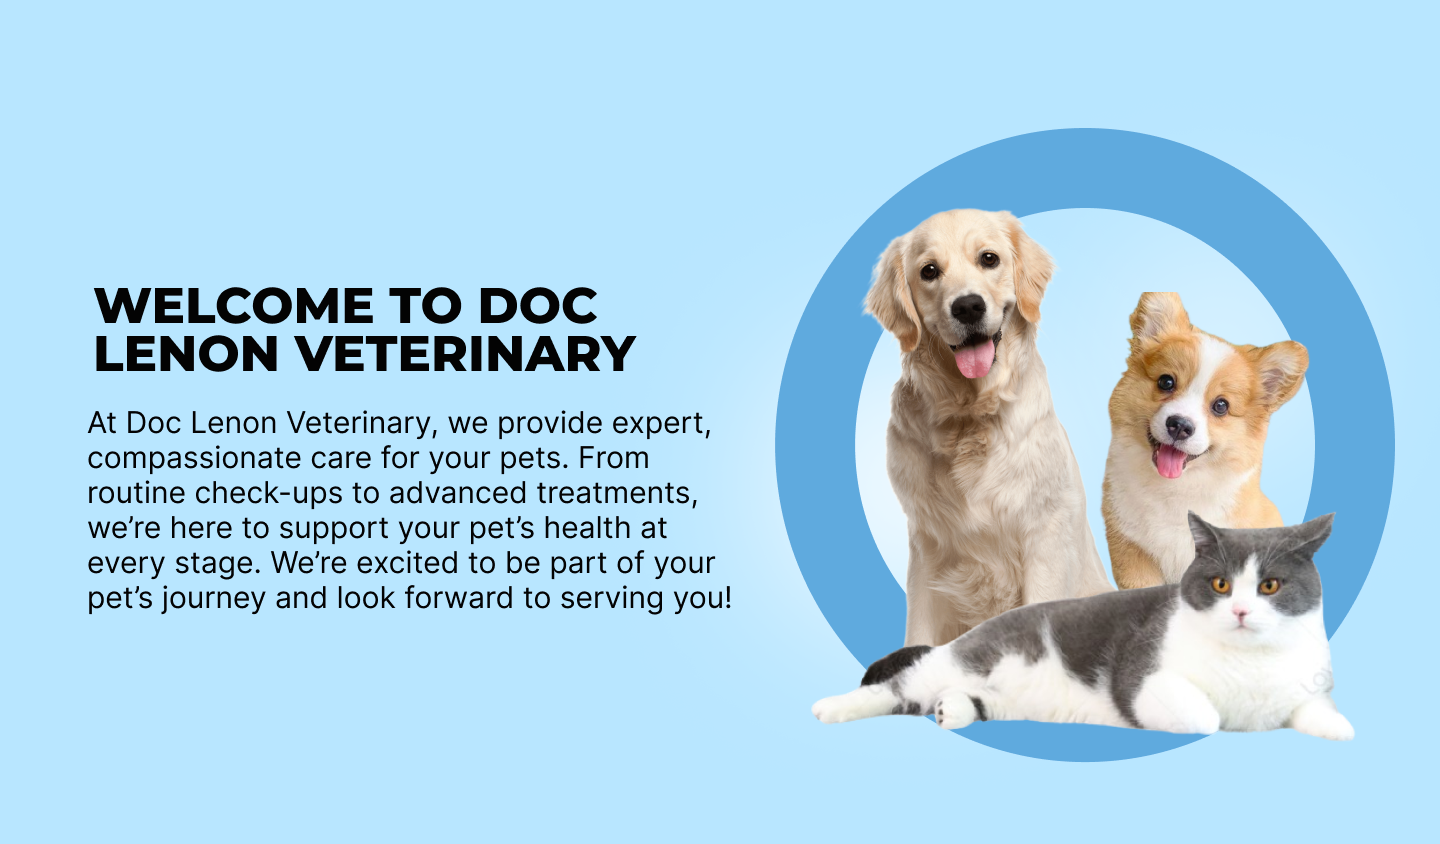 WELCOME TO DOC
LENON VETERINARY
At Doc Lenon Veterinary, we provide expert,
compassionate care for your pets. From
routine check-ups to advanced treatments,
we’re here to support your pet’s health at
every stage. We’re excited to be part of your
pet’s journey and look forward to serving you!